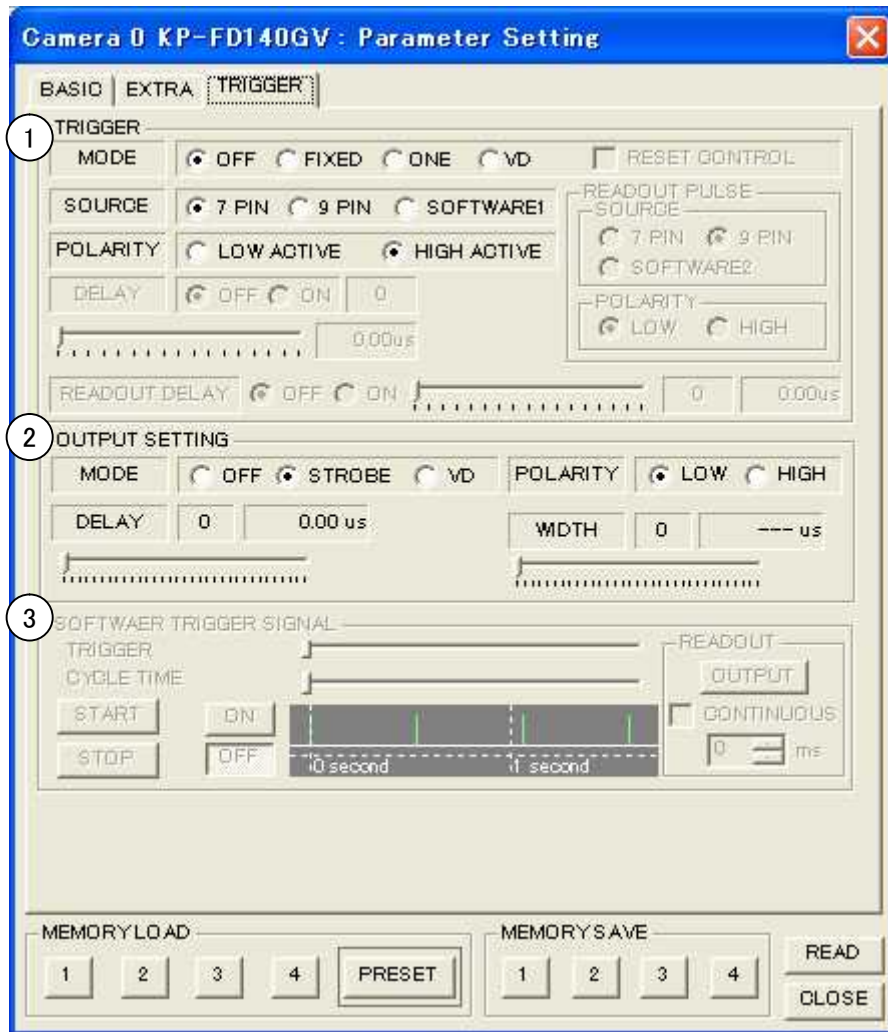 Camera 0 KP-FD140GV : Parameter Setting
BASIC EXTRA TRIGGER
1 TRIGGER
MODE OFF FIXED ONE VD RESET CONTROL
READOUT PULSE
SOURCE 7 PIN 9 PIN SOFTWARE1
SOURCE
7 PIN 9 PIN
POLARITY LOW ACTIVE HIGH ACTIVE
SOFTWARE2
DELAY OFF ON 0
POLARITY
LOW HIGH
0.00us
READOUT DELAY OFF ON 0 0.00us
2 OUTPUT SETTING
MODE OFF STROBE VD POLARITY LOW HIGH
DELAY 0 0.00 us WIDTH 0 --- us
3 SOFTWAER TRIGGER SIGNAL
TRIGGER
READOUT
CYCLE TIME
OUTPUT
START ON
CONTINUOUS
STOP OFF
0 ms
0 second 1 second
MEMORY LOAD MEMORY SAVE
1 2 3 4 PRESET 1 2 3 4
READ
CLOSE